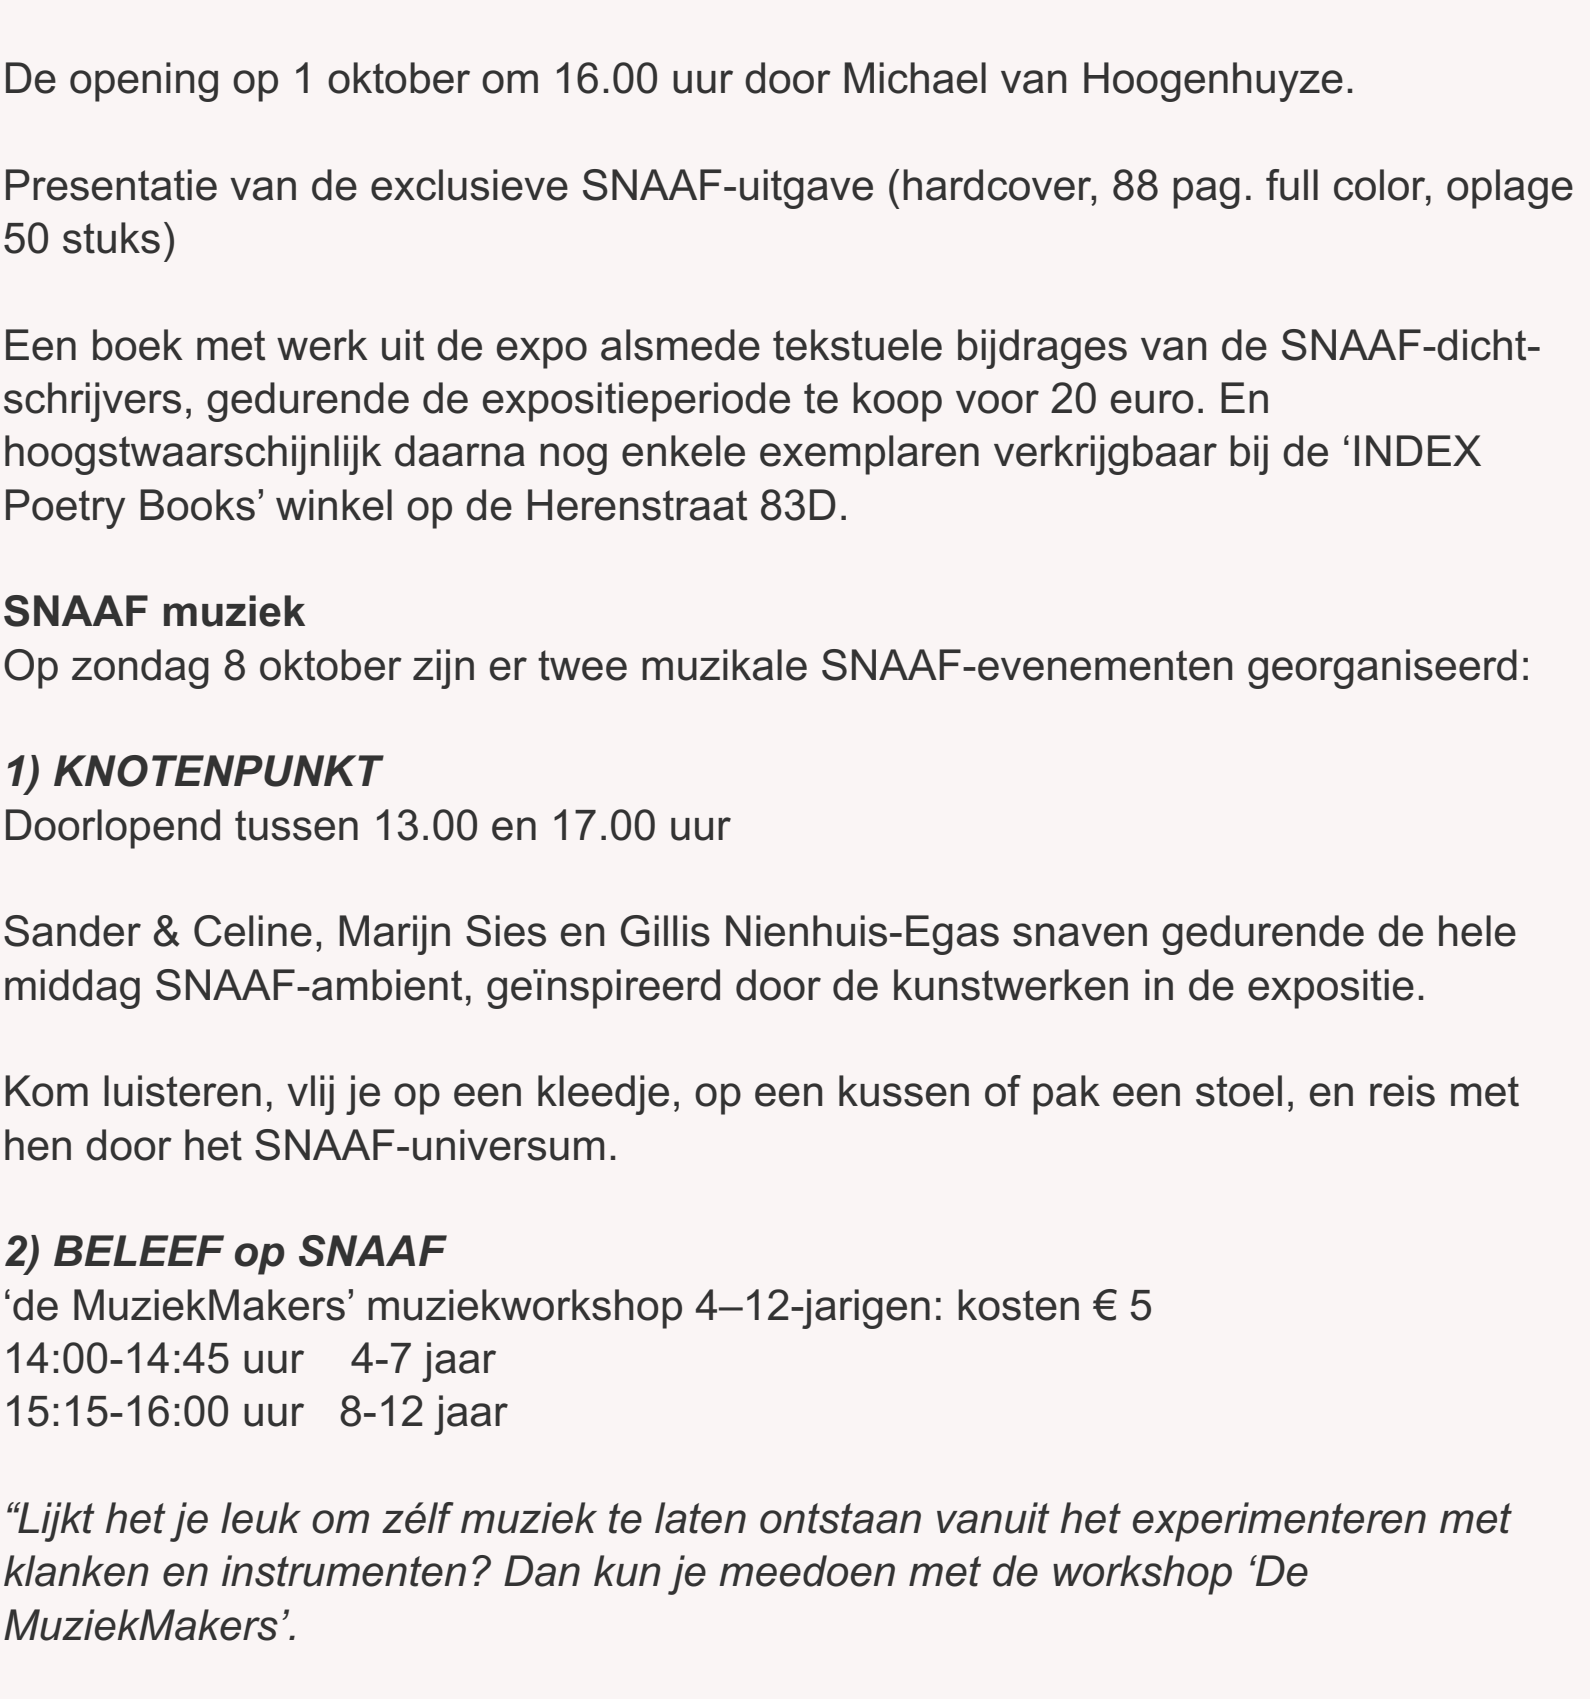 De opening op 1 oktober om 16.00 uur door Michael van Hoogenhuyze.
Presentatie van de exclusieve SNAAF-uitgave (hardcover, 88 pag. full color, oplage
50 stuks)
Een boek met werk uit de expo alsmede tekstuele bijdrages van de SNAAF-dicht-
schrijvers, gedurende de expositieperiode te koop voor 20 euro. En
hoogstwaarschijnlijk daarna nog enkele exemplaren verkrijgbaar bij de ‘INDEX
Poetry Books’ winkel op de Herenstraat 83D.
SNAAF muziek
Op zondag 8 oktober zijn er twee muzikale SNAAF-evenementen georganiseerd:
1) KNOTENPUNKT
Doorlopend tussen 13.00 en 17.00 uur
Sander & Celine, Marijn Sies en Gillis Nienhuis-Egas snaven gedurende de hele
middag SNAAF-ambient, geïnspireerd door de kunstwerken in de expositie.
Kom luisteren, vlij je op een kleedje, op een kussen of pak een stoel, en reis met
hen door het SNAAF-universum.
2) BELEEF op SNAAF
‘de MuziekMakers’ muziekworkshop 4–12-jarigen: kosten € 5
14:00-14:45 uur    4-7 jaar
15:15-16:00 uur   8-12 jaar
“Lijkt het je leuk om zélf muziek te laten ontstaan vanuit het experimenteren met
klanken en instrumenten? Dan kun je meedoen met de workshop ‘De
MuziekMakers’.